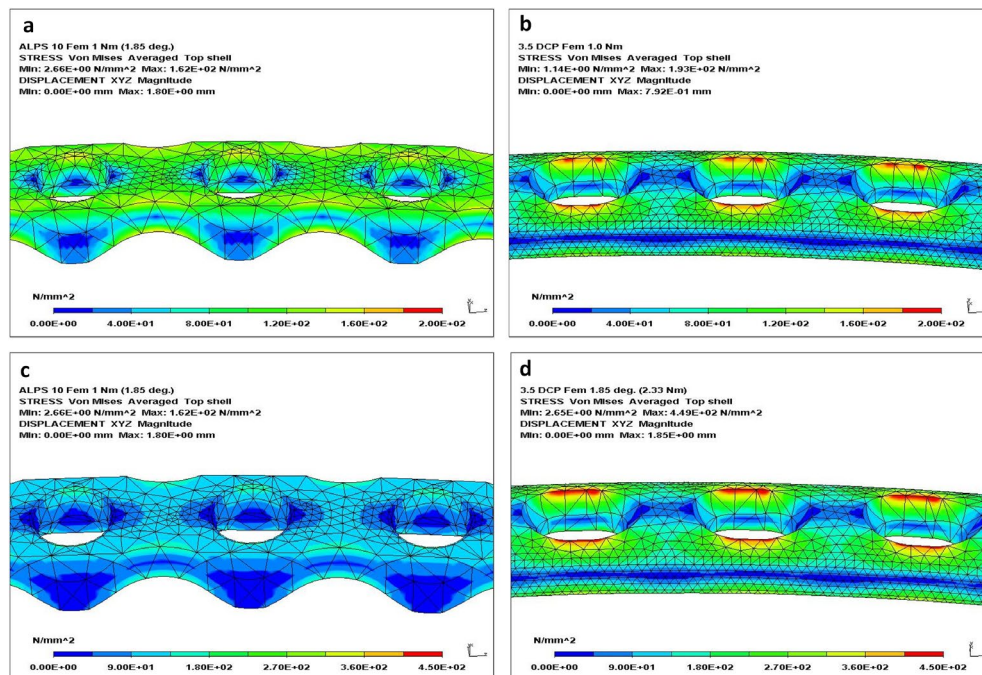 a
ALPS 10 Fem 1 Nm (1.85 deg.)
STRESS Von Mises Averaged Top shell
Min: 2.66E+00 N/mm^2 Max: 1.62E+02 N/mm^2
DISPLACEMENT XYZ Magnitude
Min: 0.00E+00 mm Max: 1.80E+00 mm
N/mm^2
0.00E+00 4.00E+01 8.00E+01 1.20E+02 1.60E+02 2.00E+02
b
3.5 DCP Fem 1.0 Nm
STRESS Von Mises Averaged Top shell
Min: 1.14E+00 N/mm^2 Max: 1.93E+02 N/mm^2
DISPLACEMENT XYZ Magnitude
Min: 0.00E+00 mm Max: 7.92E-01 mm
N/mm^2
0.00E+00 4.00E+01 8.00E+01 1.20E+02 1.60E+02 2.00E+02
c
ALPS 10 Fem 1 Nm (1.85 deg.)
STRESS Von Mises Averaged Top shell
Min: 2.66E+00 N/mm^2 Max: 1.62E+02 N/mm^2
DISPLACEMENT XYZ Magnitude
Min: 0.00E+00 mm Max: 1.80E+00 mm
N/mm^2
0.00E+00 9.00E+01 1.80E+02 2.70E+02 3.60E+02 4.50E+02
d
3.5 DCP Fem 1.85 deg. (2.33 Nm)
STRESS Von Mises Averaged Top shell
Min: 2.65E+00 N/mm^2 Max: 4.49E+02 N/mm^2
DISPLACEMENT XYZ Magnitude
Min: 0.00E+00 mm Max: 1.85E+00 mm
N/mm^2
0.00E+00 9.00E+01 1.80E+02 2.70E+02 3.60E+02 4.50E+02